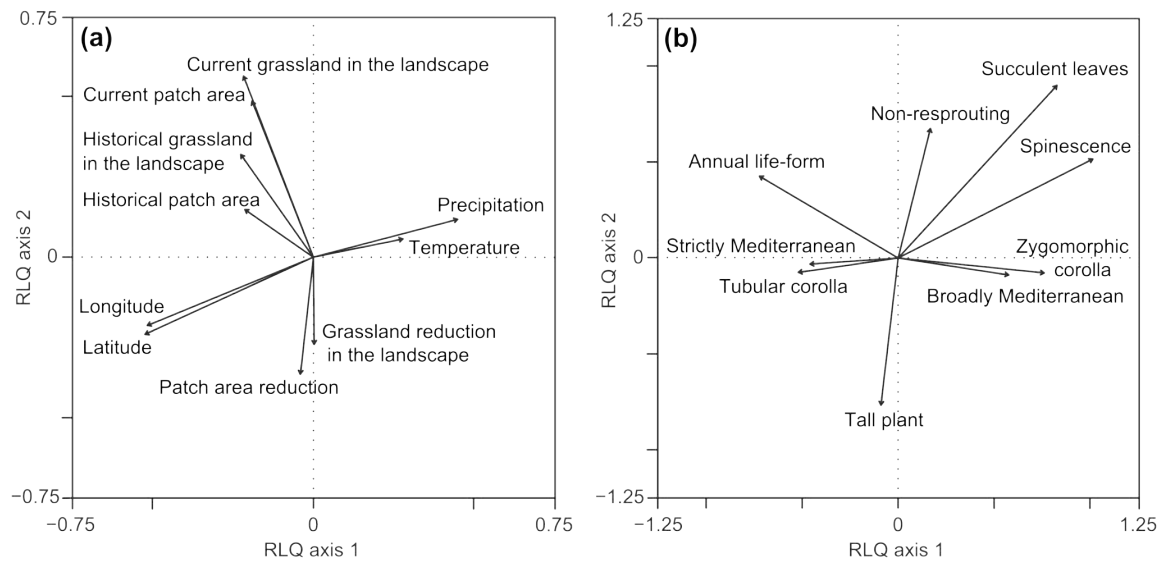 0.75
(a)
Current grassland in the landscape
Current patch area
Historical grassland
in the landscape
Historical patch area
Precipitation
Temperature
RLQ axis 2
0
Longitude
Latitude
Grassland reduction
in the landscape
Patch area reduction
−0.75
−0.75
0
0.75
RLQ axis 1
1.25
(b)
Succulent leaves
Non-resprouting
Spinescence
Annual life-form
Strictly Mediterranean
Zygomorphic
corolla
RLQ axis 2
0
Tubular corolla
Broadly Mediterranean
Tall plant
−1.25
−1.25
0
1.25
RLQ axis 1